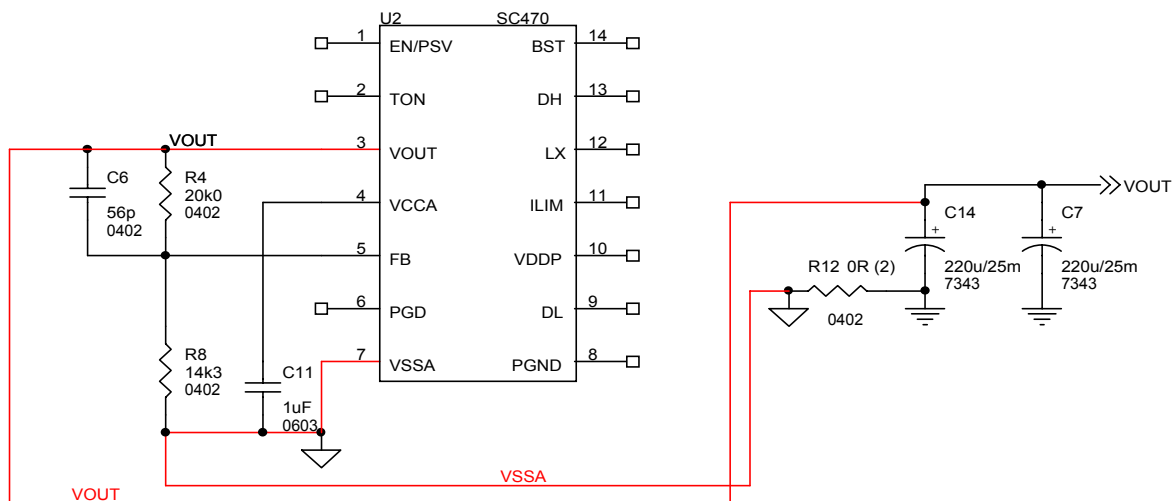 U2 SC470
1 EN/PSV BST 14
2 TON DH 13
VOUT 3 VOUT LX 12
C6 56p 0402
R4 20k0 0402
4 VCCA ILIM 11
5 FB VDDP 10
6 PGD DL 9
7 VSSA PGND 8
R8 14k3 0402
C11 1uF 0603
VOUT
C14 220u/25m 7343
C7 220u/25m 7343
R12 0R (2)
0402
VSSA
VOUT